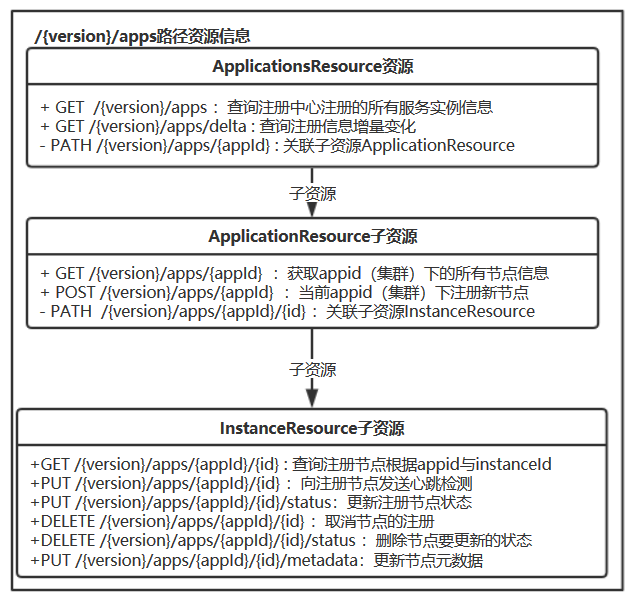 /{version}/apps路径资源信息
ApplicationsResource资源
+ GET /{version}/apps： 查询注册中心注册的所有服务实例信息
+ GET /{version}/apps/delta : 查询注册信息增量变化
- PATH /{version}/apps/{appId} : 关联子资源ApplicationResource
子资源
ApplicationResource子资源
+ GET /{version}/apps/{appId} ： 获取appid（集群）下的所有节点信息
+ POST /{version}/apps/{appId} ： 当前appid（集群）下注册新节点
- PATH /{version}/apps/{appId}/{id} ： 关联子资源InstanceResource
子资源
InstanceResource子资源
+GET /{version}/apps/{appId}/{id} : 查询注册节点根据appid与instanceId
+PUT /{version}/apps/{appId}/{id} ： 向注册节点发送心跳检测
+PUT /{version}/apps/{appId}/{id}/status：更新注册节点状态
+DELETE /{version}/apps/{appId}/{id} ： 取消节点的注册
+DELETE /{version}/apps/{appId}/{id}/status ： 删除节点要更新的状态
+PUT /{version}/apps/{appId}/{id}/metadata：更新节点元数据